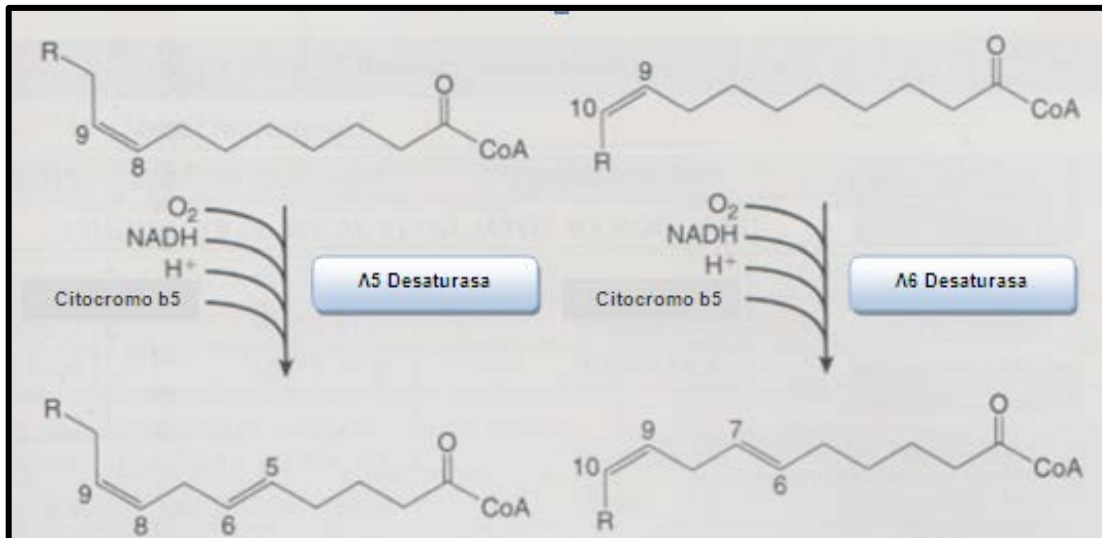 R
O
9
8
CoA
O₂
NADH
H⁺
Citocromo b5
Λ5 Desaturasa
R
O
9
8
6
5
CoA
O
9
10
R
CoA
O₂
NADH
H⁺
Citocromo b5
Λ6 Desaturasa
O
9
7
10
6
R
CoA